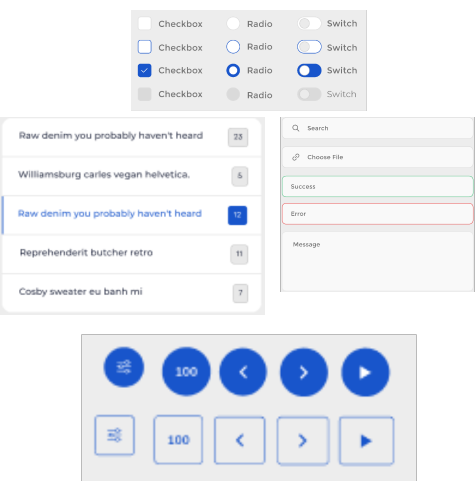 Checkbox Radio Switch
Checkbox Radio Switch
Checkbox Radio Switch
Checkbox Radio Switch
Raw denim you probably haven't heard 23
Williamsburg carles vegan helvetica. 5
Raw denim you probably haven't heard 12
Reprehenderit butcher retro 11
Cosby sweater eu banh mi 7
Search
Choose File
Success
Error
Message
100
100